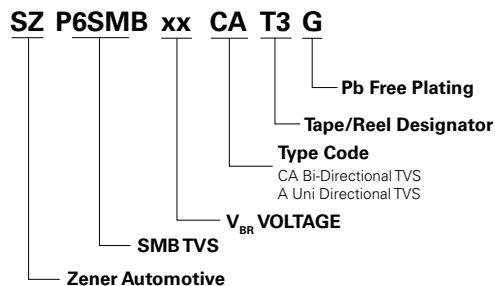 SZ P6SMB xx CA T3 G
Pb Free Plating
Tape/Reel Designator
Type Code
CA Bi-Directional TVS
A Uni Directional TVS
VBR VOLTAGE
SMB TVS
Zener Automotive